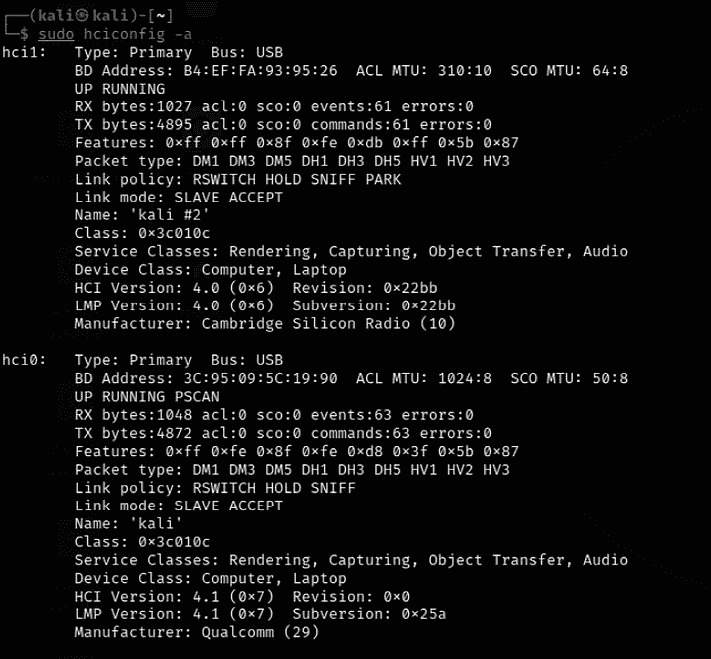 ┌──(kali㉿kali)-[~]
└─$ sudo hciconfig -a
hci1:   Type: Primary  Bus: USB
        BD Address: B4:EF:FA:93:95:26  ACL MTU: 310:10  SCO MTU: 64:8
        UP RUNNING
        RX bytes:1027 acl:0 sco:0 events:61 errors:0
        TX bytes:4895 acl:0 sco:0 commands:61 errors:0
        Features: 0×ff 0×ff 0×8f 0×fe 0×db 0×ff 0×5b 0×87
        Packet type: DM1 DM3 DM5 DH1 DH3 DH5 HV1 HV2 HV3
        Link policy: RSWITCH HOLD SNIFF PARK
        Link mode: SLAVE ACCEPT
        Name: 'kali #2'
        Class: 0×3c010c
        Service Classes: Rendering, Capturing, Object Transfer, Audio
        Device Class: Computer, Laptop
        HCI Version: 4.0 (0×6)  Revision: 0×22bb
        LMP Version: 4.0 (0×6)  Subversion: 0×22bb
        Manufacturer: Cambridge Silicon Radio (10)
hci0:   Type: Primary  Bus: USB
        BD Address: 3C:95:09:5C:19:90  ACL MTU: 1024:8  SCO MTU: 50:8
        UP RUNNING PSCAN
        RX bytes:1048 acl:0 sco:0 events:63 errors:0
        TX bytes:4872 acl:0 sco:0 commands:63 errors:0
        Features: 0×ff 0×fe 0×8f 0×fe 0×d8 0×3f 0×5b 0×87
        Packet type: DM1 DM3 DM5 DH1 DH3 DH5 HV1 HV2 HV3
        Link policy: RSWITCH HOLD SNIFF
        Link mode: SLAVE ACCEPT
        Name: 'kali'
        Class: 0×3c010c
        Service Classes: Rendering, Capturing, Object Transfer, Audio
        Device Class: Computer, Laptop
        HCI Version: 4.1 (0×7)  Revision: 0×0
        LMP Version: 4.1 (0×7)  Subversion: 0×25a
        Manufacturer: Qualcomm (29)